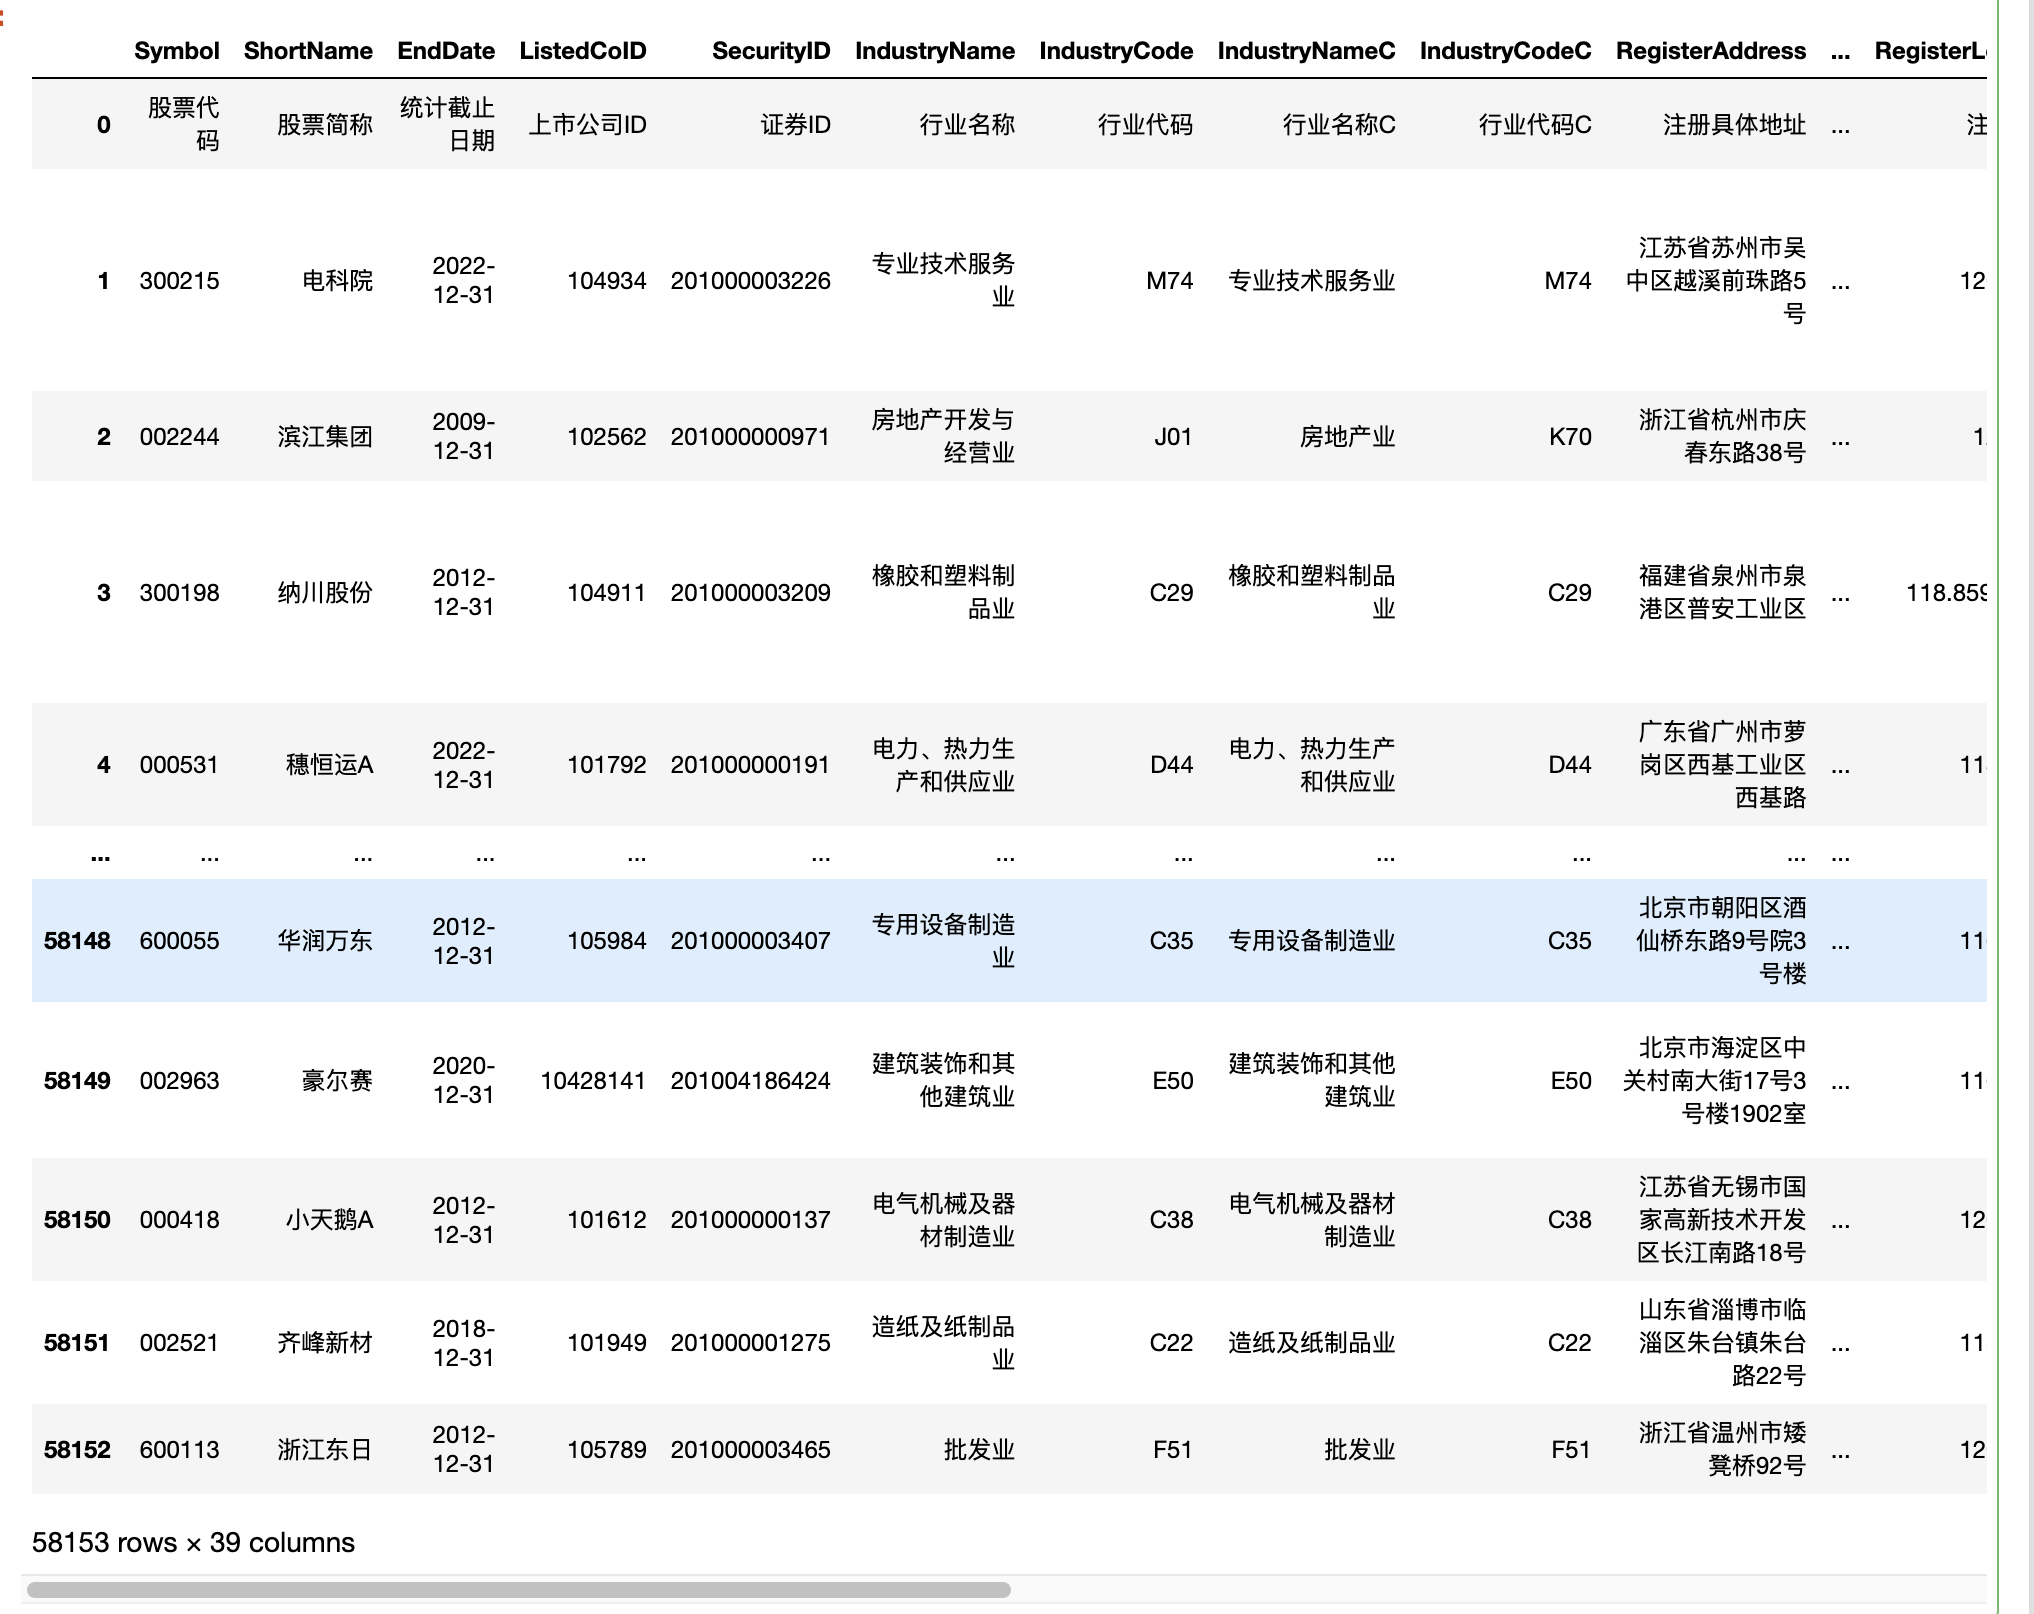 Symbol ShortName EndDate ListedCoID SecurityID IndustryName IndustryCode IndustryNameC IndustryCodeC RegisterAddress ... RegisterL
0 股票代码 股票简称 统计截止日期 上市公司ID 证券ID 行业名称 行业代码 行业名称C 行业代码C 注册具体地址 ... 注
1 300215 电科院 2022-12-31 104934 201000003226 专业技术服务业 M74 专业技术服务业 M74 江苏省苏州市吴中区越溪前珠路5号 ... 12
2 002244 滨江集团 2009-12-31 102562 201000000971 房地产开发与经营业 J01 房地产业 K70 浙江省杭州市庆春东路38号 ... 1
3 300198 纳川股份 2012-12-31 104911 201000003209 橡胶和塑料制品业 C29 橡胶和塑料制品业 C29 福建省泉州市泉港区普安工业区 ... 118.859
4 000531 穗恒运A 2022-12-31 101792 201000000191 电力、热力生产和供应业 D44 电力、热力生产和供应业 D44 广东省广州市萝岗区西基工业区西基路 ... 11
... ... ... ... ... ... ... ... ... ... ... ...
58148 600055 华润万东 2012-12-31 105984 201000003407 专用设备制造业 C35 专用设备制造业 C35 北京市朝阳区酒仙桥东路9号院3号楼 ... 11
58149 002963 豪尔赛 2020-12-31 10428141 201004186424 建筑装饰和其他建筑业 E50 建筑装饰和其他建筑业 E50 北京市海淀区中关村南大街17号3号楼1902室 ... 11
58150 000418 小天鹅A 2012-12-31 101612 201000000137 电气机械及器材制造业 C38 电气机械及器材制造业 C38 江苏省无锡市国家高新技术开发区长江南路18号 ... 12
58151 002521 齐峰新材 2018-12-31 101949 201000001275 造纸及纸制品业 C22 造纸及纸制品业 C22 山东省淄博市临淄区朱台镇朱台路22号 ... 11
58152 600113 浙江东日 2012-12-31 105789 201000003465 批发业 F51 批发业 F51 浙江省温州市矮凳桥92号 ... 12
58153 rows × 39 columns